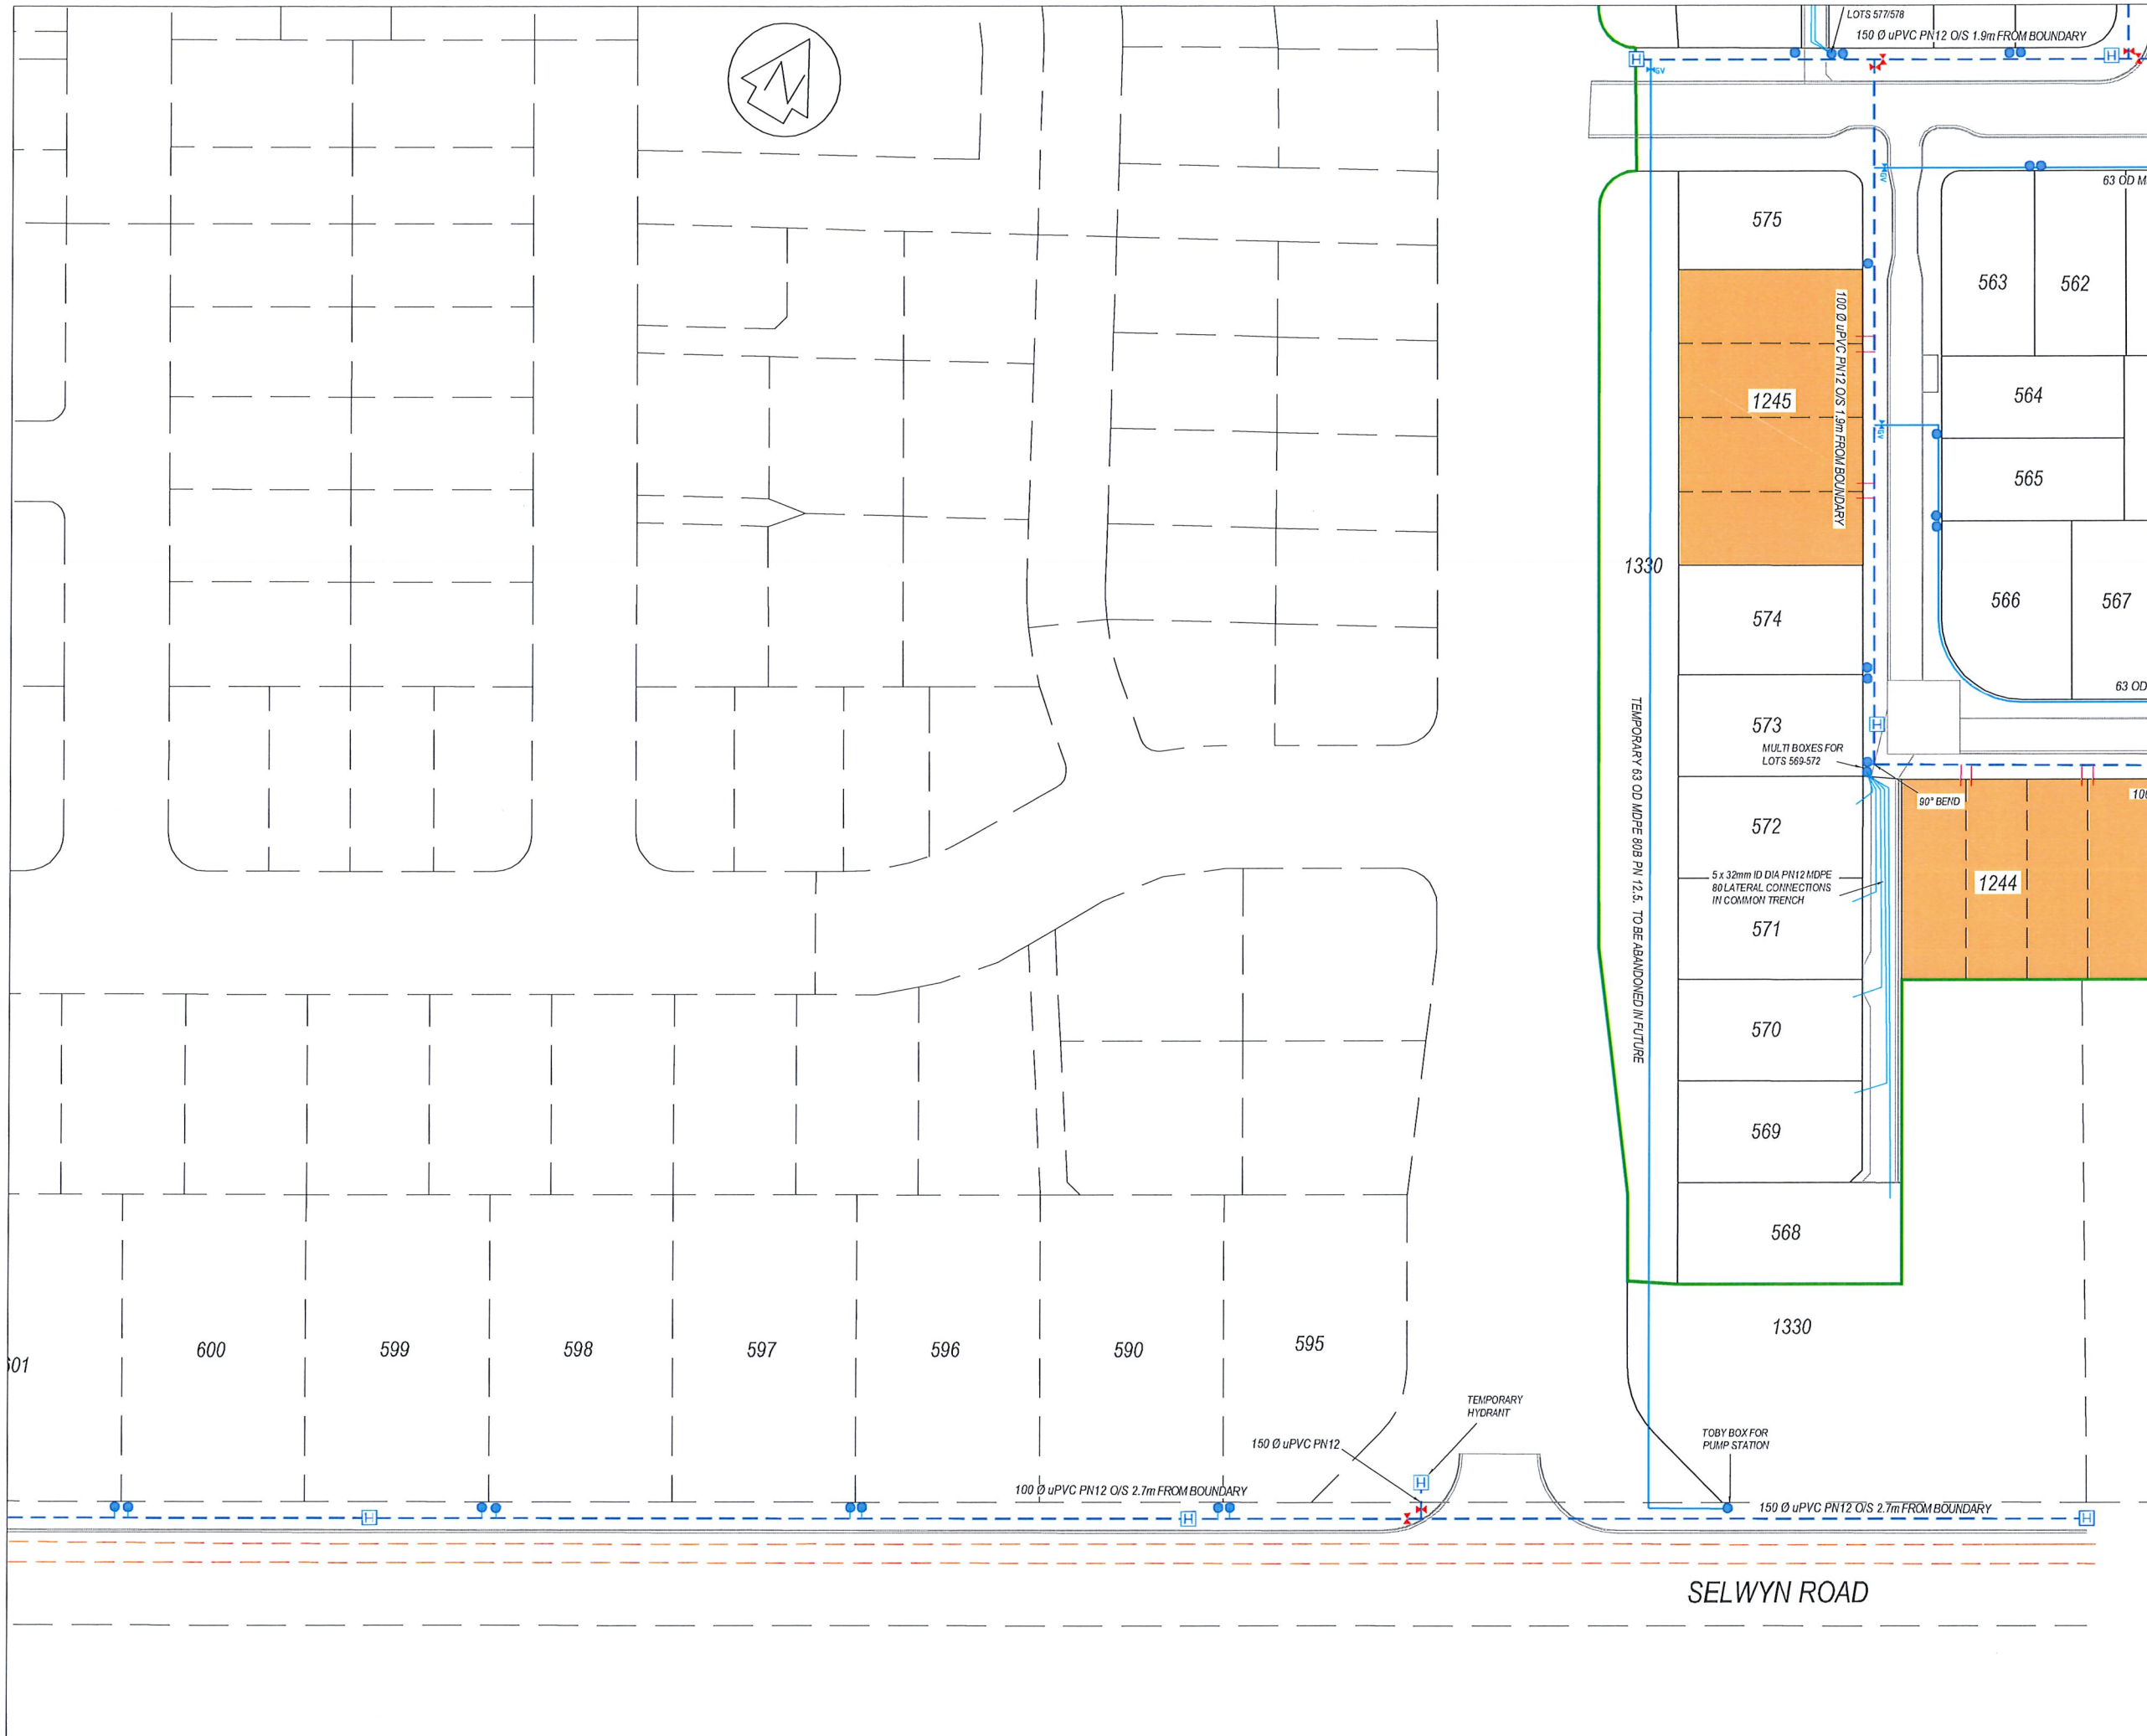 N
LOTS 577/578
150 Ø uPVC PN12 O/S 1.9m FROM BOUNDARY
H
H
GV
GV
63 OD M
575
563
562
100 Ø uPVC PN12 O/S 1.9m FROM BOUNDARY
1245
564
GV
565
1330
574
566
567
63 OD
TEMPORARY 63 OD MDPE 80B PN 12.5. TO BE ABANDONED IN FUTURE
573
H
MULTI BOXES FOR
LOTS 569-572
90° BEND
10
572
5 x 32mm ID DIA PN12 MDPE
80 LATERAL CONNECTIONS
IN COMMON TRENCH
1244
571
570
569
568
1330
601
600
599
598
597
596
590
595
TEMPORARY
HYDRANT
150 Ø uPVC PN12
TOBY BOX FOR
PUMP STATION
H
100 Ø uPVC PN12 O/S 2.7m FROM BOUNDARY
150 Ø uPVC PN12 O/S 2.7m FROM BOUNDARY
H
H
H
SELWYN ROAD